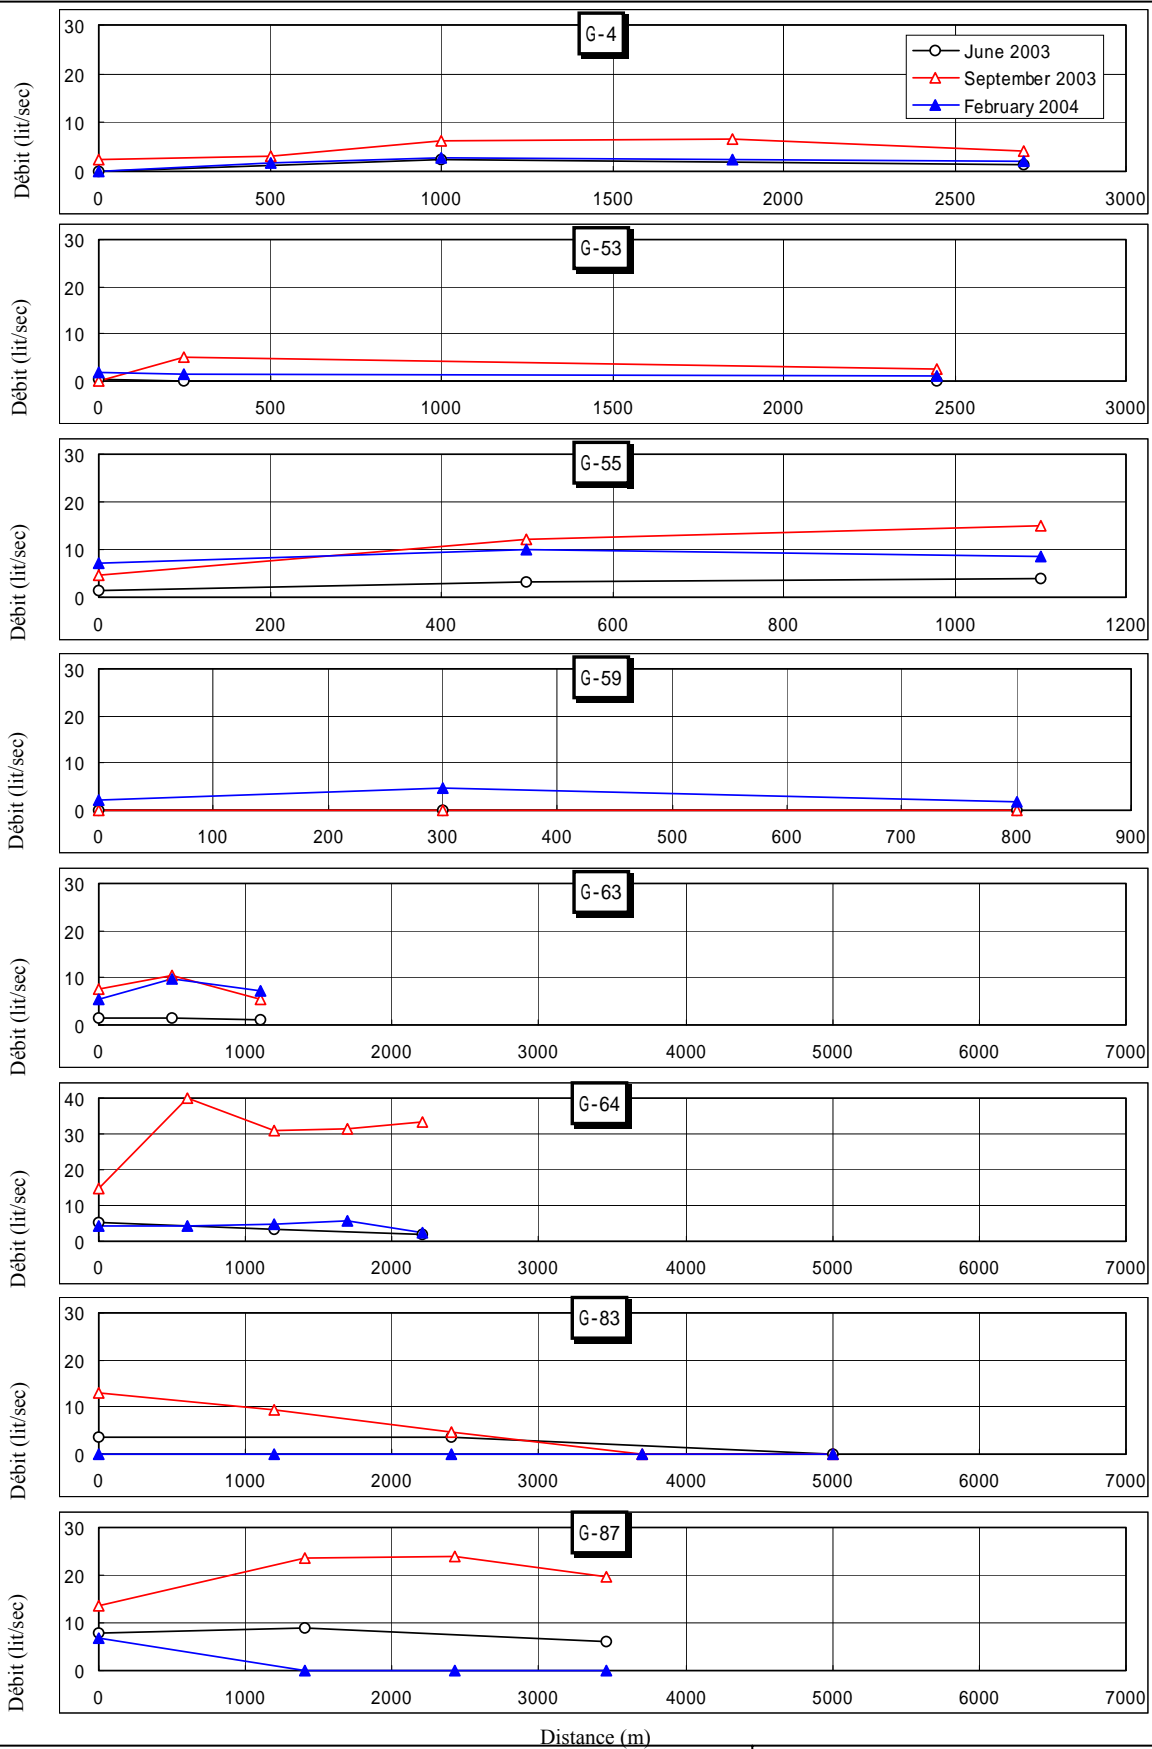 G-4
June 2003
September 2003
February 2004
Débit (lit/sec)
30
20
10
0
0 500 1000 1500 2000 2500 3000
G-53
Débit (lit/sec)
30
20
10
0
0 500 1000 1500 2000 2500 3000
G-55
Débit (lit/sec)
30
20
10
0
0 200 400 600 800 1000 1200
G-59
Débit (lit/sec)
30
20
10
0
0 100 200 300 400 500 600 700 800 900
G-63
Débit (lit/sec)
30
20
10
0
0 1000 2000 3000 4000 5000 6000 7000
G-64
Débit (lit/sec)
40
30
20
10
0
0 1000 2000 3000 4000 5000 6000 7000
G-83
Débit (lit/sec)
30
20
10
0
0 1000 2000 3000 4000 5000 6000 7000
G-87
Débit (lit/sec)
30
20
10
0
0 1000 2000 3000 4000 5000 6000 7000
Distance (m)